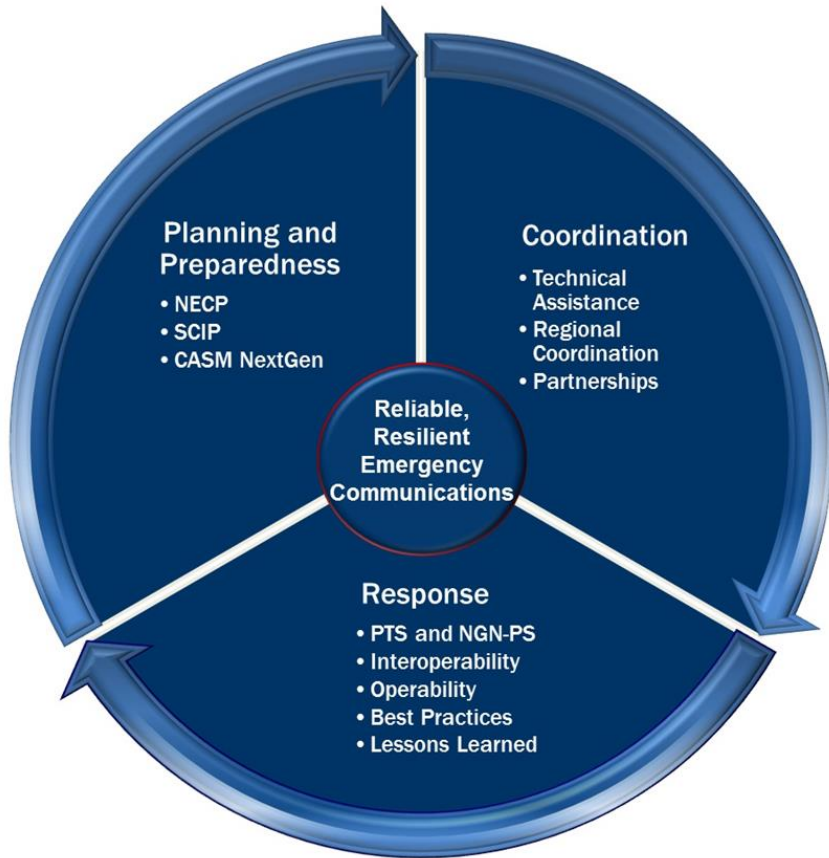 Planning and
Preparedness
• NECP
• SCIP
• CASM NextGen
Coordination
• Technical
Assistance
• Regional
Coordination
• Partnerships
Reliable,
Resilient
Emergency
Communications
Response
• PTS and NGN-PS
• Interoperability
• Operability
• Best Practices
• Lessons Learned